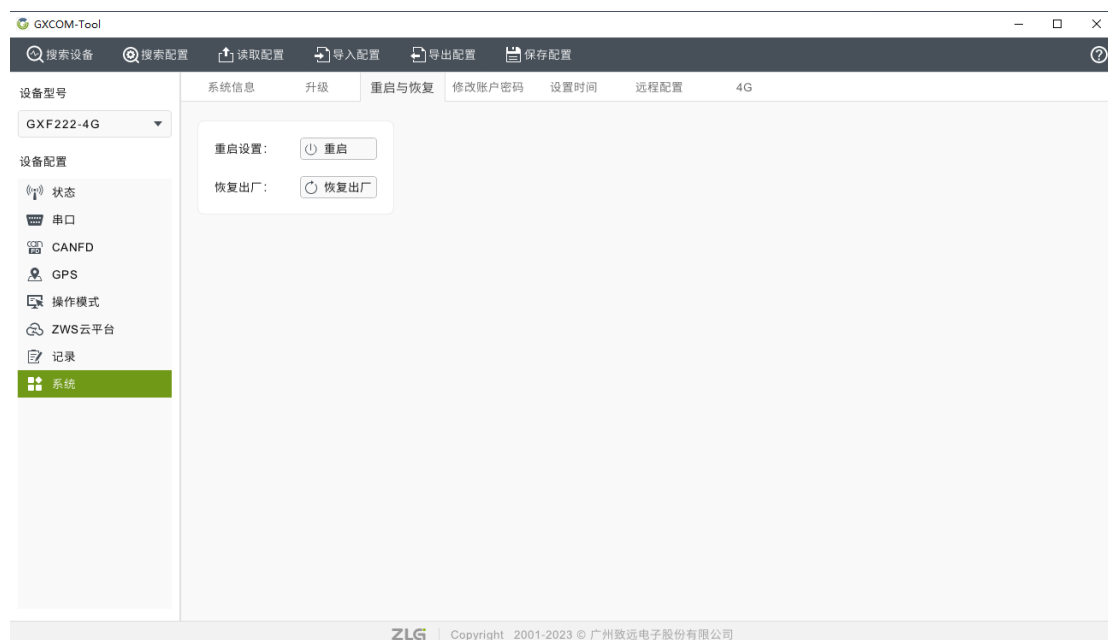 GXCOM-Tool
搜索设备 搜索配置 读取配置 导入配置 导出配置 保存配置
设备型号
GXF222-4G
设备配置
状态
串口
CANFD
GPS
操作模式
ZWS云平台
记录
系统
系统信息 升级 重启与恢复 修改账户密码 设置时间 远程配置 4G
重启设置： 重启
恢复出厂： 恢复出厂
ZLG Copyright 2001-2023 © 广州致远电子股份有限公司